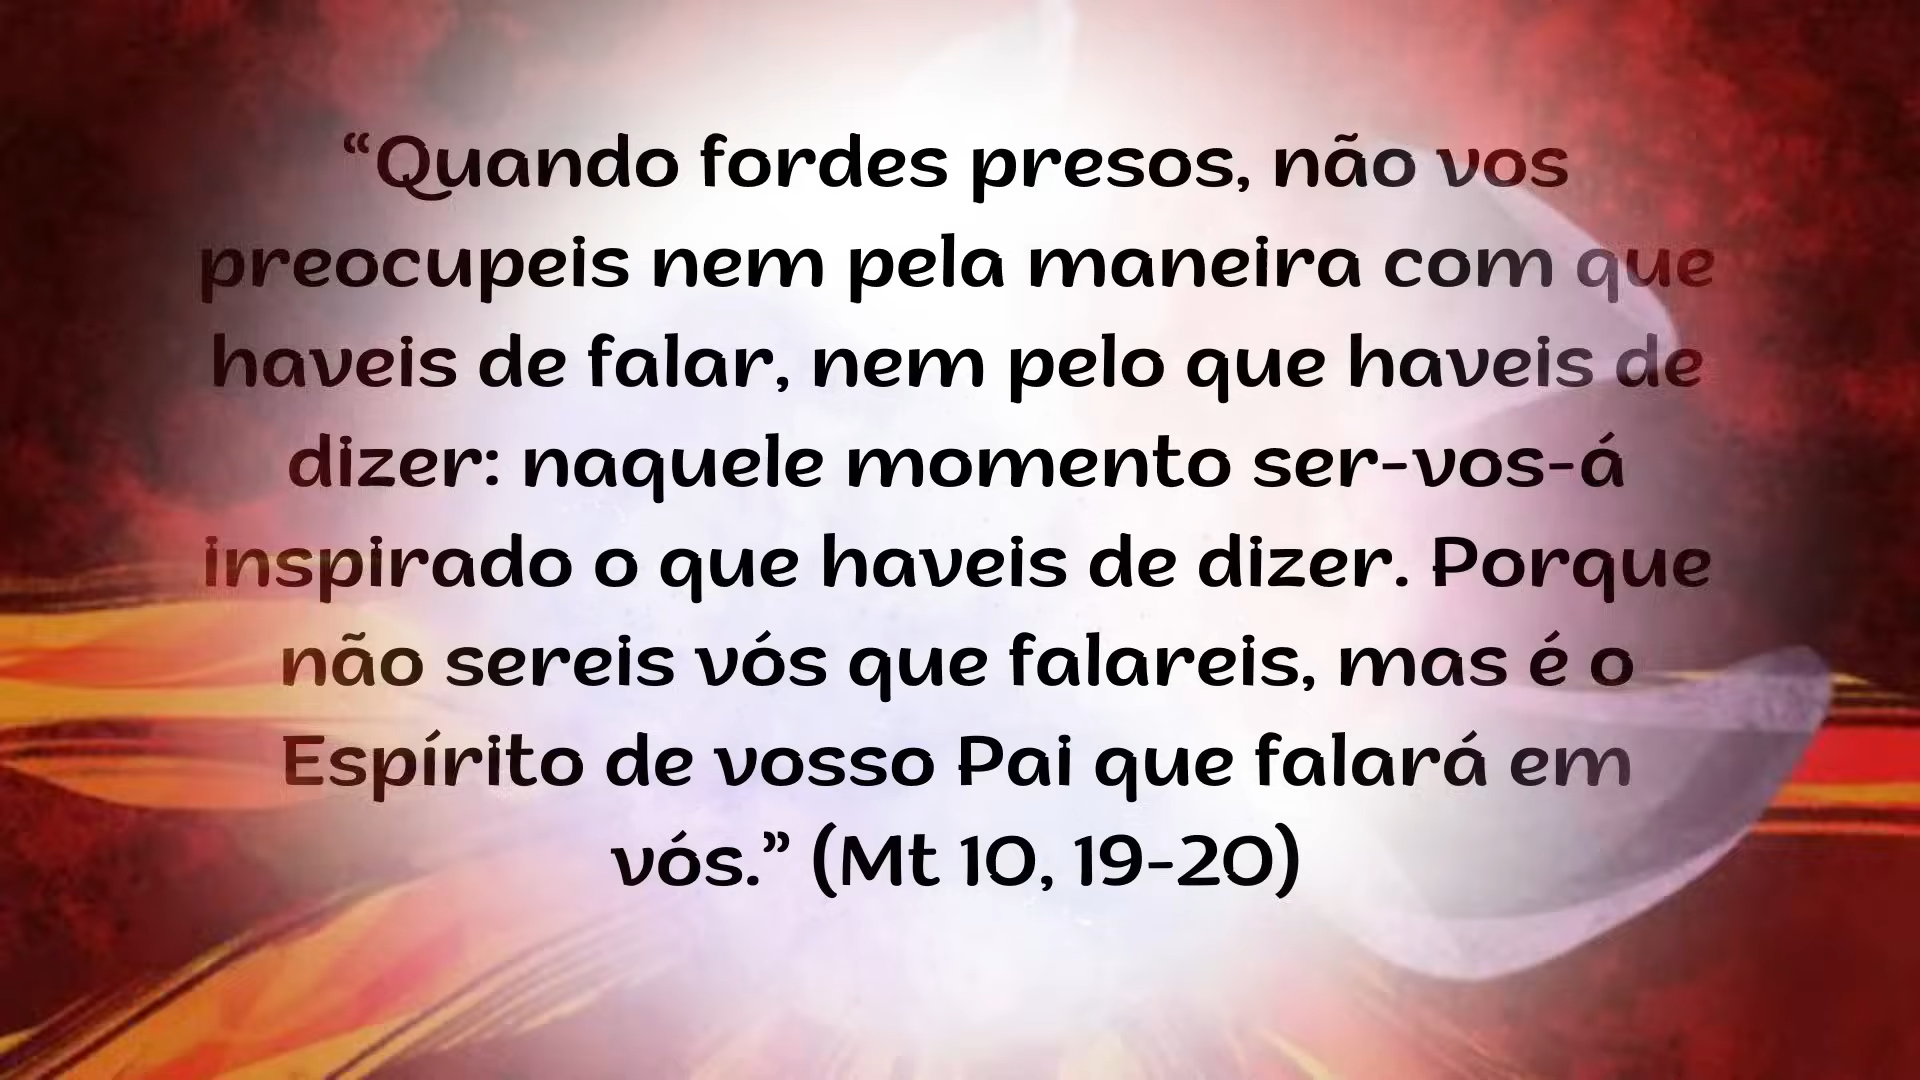 “Quando fordes presos, não vos
preocupeis nem pela maneira com que
haveis de falar, nem pelo que haveis de
dizer: naquele momento ser-vos-á
inspirado o que haveis de dizer. Porque
não sereis vós que falareis, mas é o
Espírito de vosso Pai que falará em
vós.” (Mt 10, 19-20)